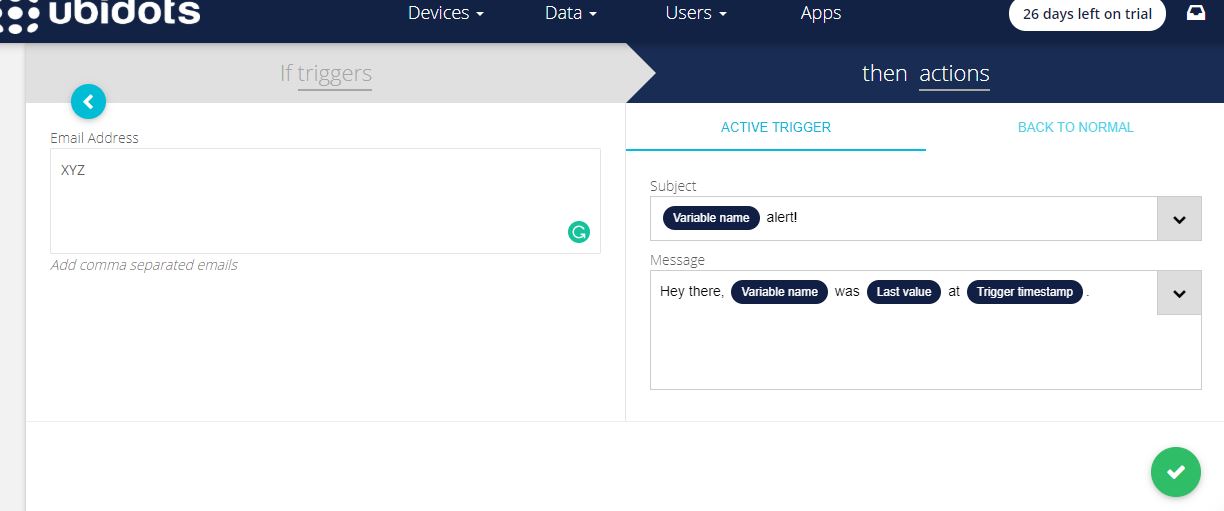 ubidots
Devices Data Users Apps 26 days left on trial
If triggers
then actions
Email Address
XYZ
Add comma separated emails
ACTIVE TRIGGER BACK TO NORMAL
Subject
Variable name alert!
Message
Hey there, Variable name was Last value at Trigger timestamp .